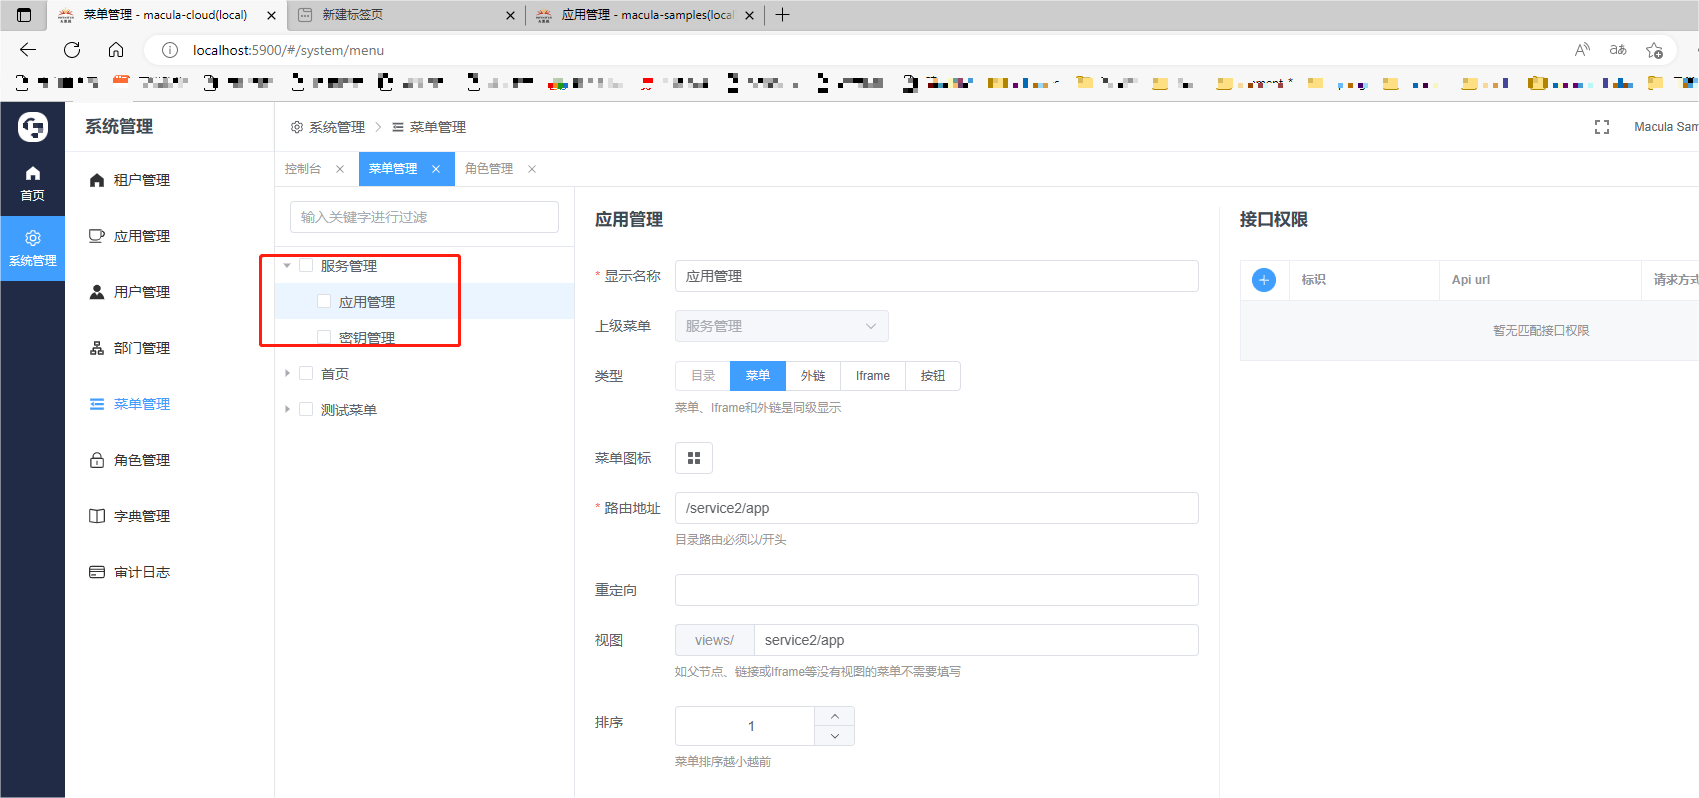 菜单管理 - macula-cloud(local)
新建标签页
应用管理 - macula-samples(local
localhost:5900/#/system/menu
系统管理
系统管理
菜单管理
Macula Sam
首页
系统管理
租户管理
应用管理
用户管理
部门管理
菜单管理
角色管理
字典管理
审计日志
控制台
菜单管理
角色管理
输入关键字进行过滤
服务管理
应用管理
密钥管理
首页
测试菜单
应用管理
* 显示名称
应用管理
上级菜单
服务管理
类型
目录
菜单
外链
Iframe
按钮
菜单、Iframe和外链是同级显示
菜单图标
* 路由地址
/service2/app
目录路由必须以/开头
重定向
视图
views/
service2/app
如父节点、链接或Iframe等没有视图的菜单不需要填写
排序
1
菜单排序越小越前
接口权限
标识
Api url
请求方式
暂无匹配接口权限